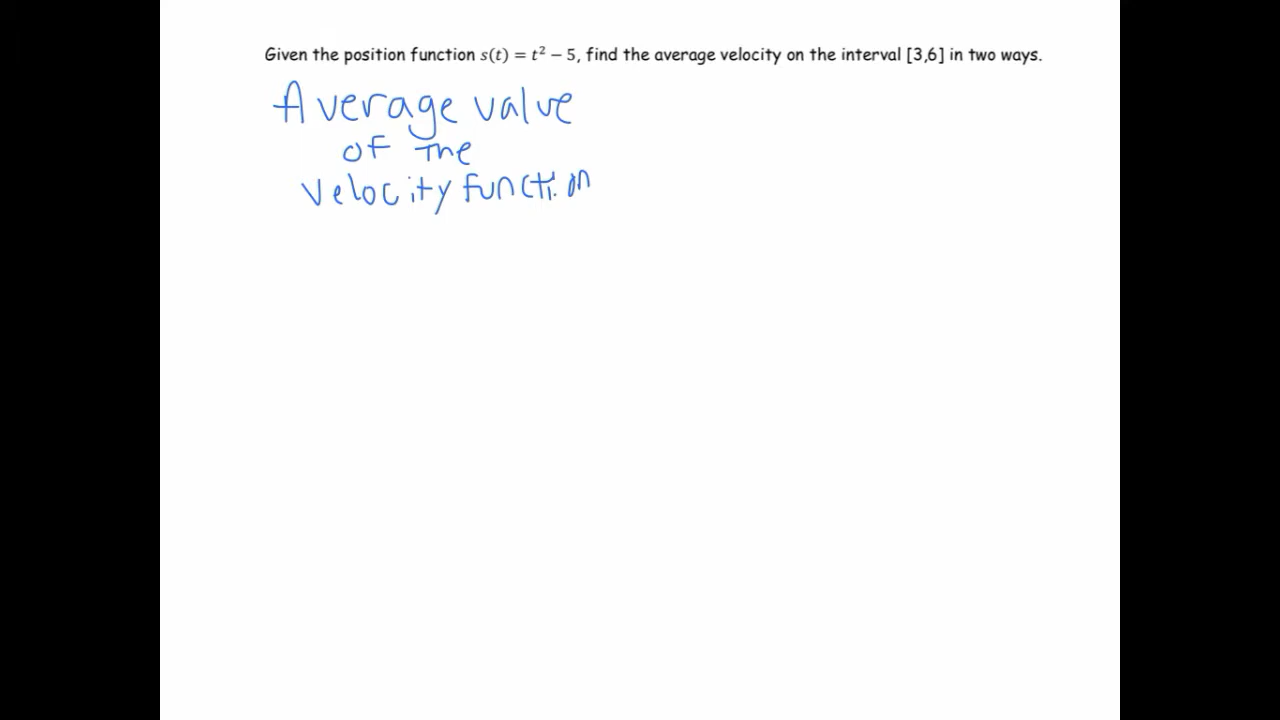 Given the position function s(t) = t² − 5, find the average velocity on the interval [3,6] in two ways.
Average value
of the
velocity function